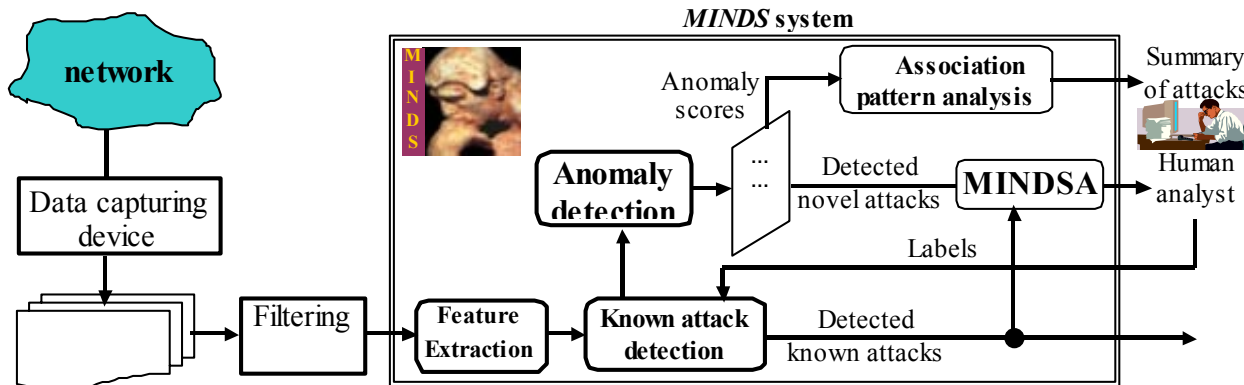 MINDS system
network
M
I
N
D
S
Anomaly
scores
Association
pattern analysis
Summary
of attacks
Anomaly
detection
...
...
Detected
novel attacks
MINDSA
Human
analyst
Data capturing
device
Labels
Filtering
Feature
Extraction
Known attack
detection
Detected
known attacks